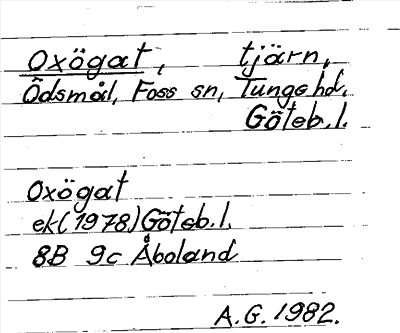 Oxögat, tjärn,
Ödsmål, Foss sn, Tunge hd.
Göteb.l.
Oxögat
ek(1978) Göteb.l.
8B 9c Åboland
A.G. 1982.